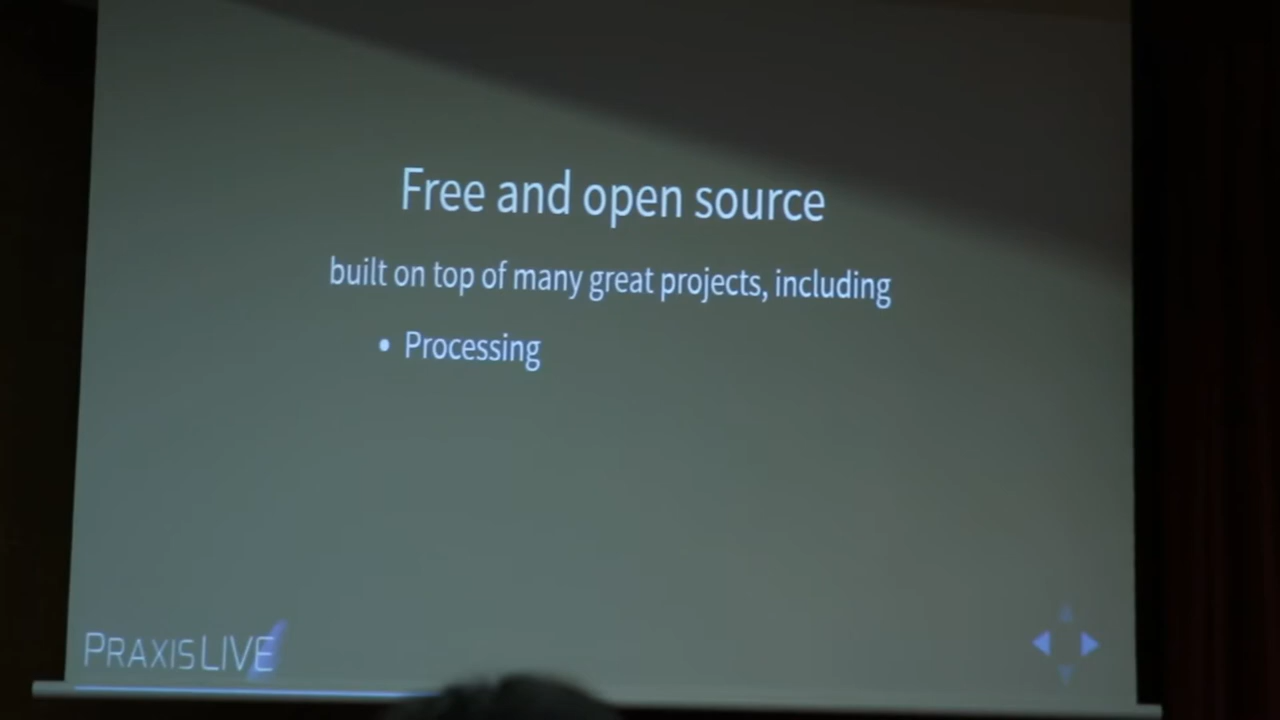 Free and open source
built on top of many great projects, including
• Processing
PRAXISLIVE